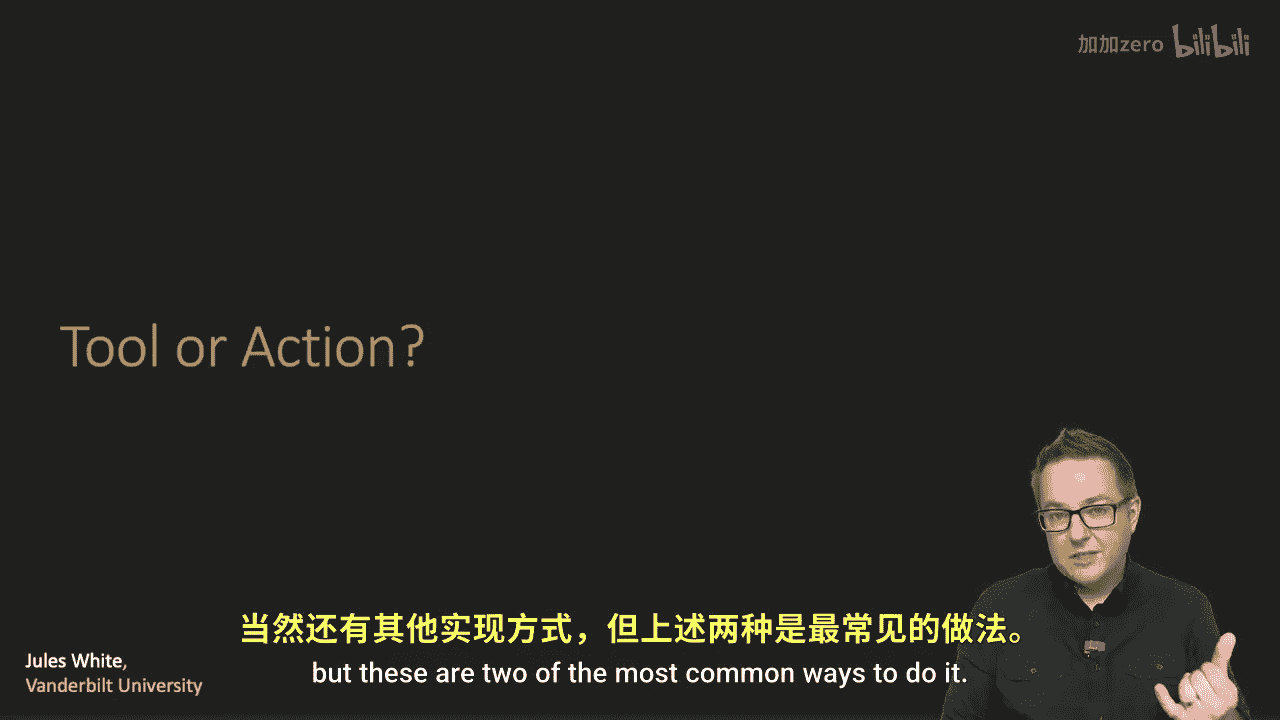 加加zero bilibili
Tool or Action?
当然还有其他实现方式，但上述两种是最常见的做法。
but these are two of the most common ways to do it.
Jules White,
Vanderbilt University